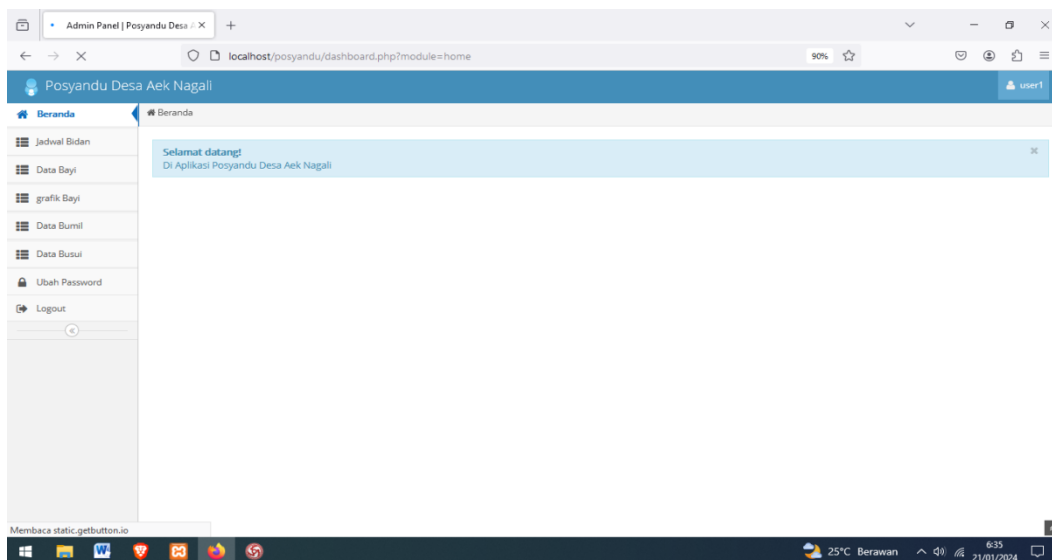 Admin Panel | Posyandu Desa A
localhost/posyandu/dashboard.php?module=home
90%
Posyandu Desa Aek Nagali
user1
Beranda
Beranda
Jadwal Bidan
Selamat datang!
Di Aplikasi Posyandu Desa Aek Nagali
Data Bayi
grafik Bayi
Data Bumil
Data Busui
Ubah Password
Logout
Membaca static.getbutton.io
25°C Berawan
6:35
21/01/2024